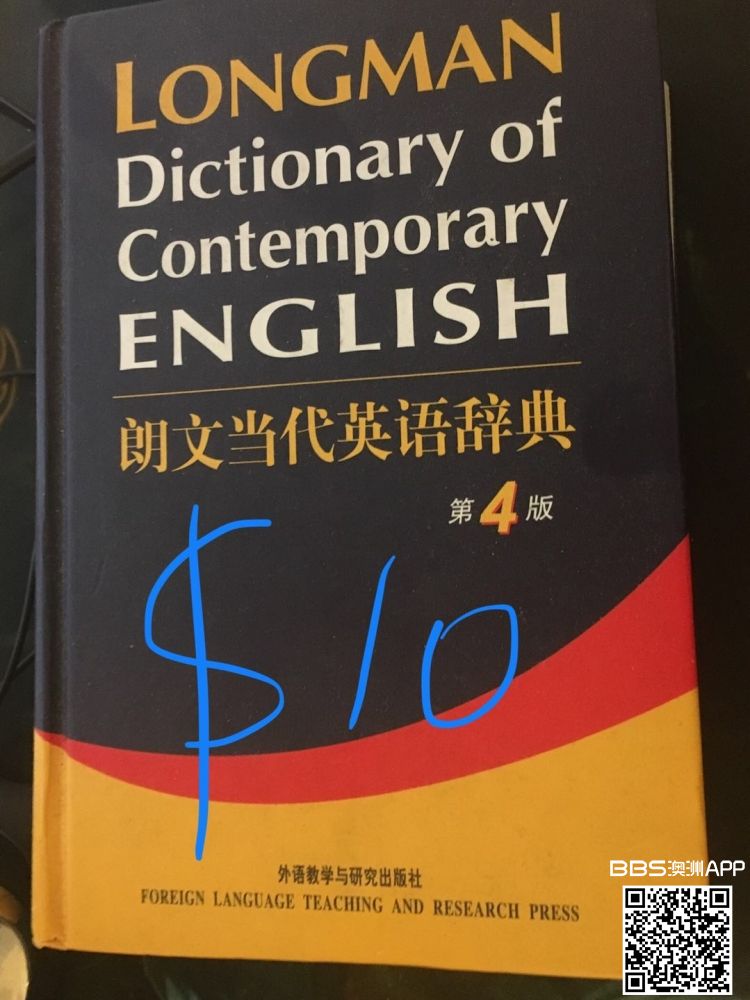 LONGMAN
Dictionary of
Contemporary
ENGLISH
朗文当代英语辞典
第4版
$10
外语教学与研究出版社
FOREIGN LANGUAGE TEACHING AND RESEARCH PRESS
BBS澳洲APP